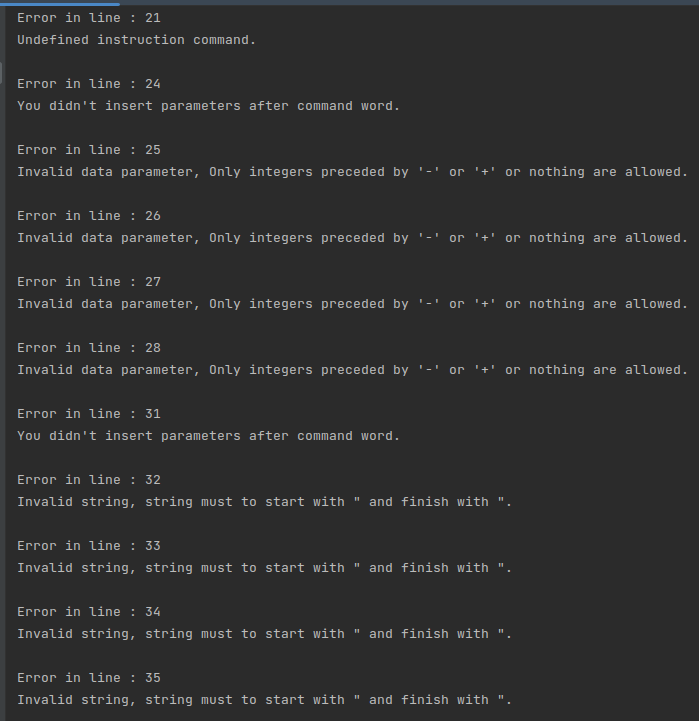 Error in line : 21
Undefined instruction command.
Error in line : 24
You didn't insert parameters after command word.
Error in line : 25
Invalid data parameter, Only integers preceded by '-' or '+' or nothing are allowed.
Error in line : 26
Invalid data parameter, Only integers preceded by '-' or '+' or nothing are allowed.
Error in line : 27
Invalid data parameter, Only integers preceded by '-' or '+' or nothing are allowed.
Error in line : 28
Invalid data parameter, Only integers preceded by '-' or '+' or nothing are allowed.
Error in line : 31
You didn't insert parameters after command word.
Error in line : 32
Invalid string, string must to start with " and finish with ".
Error in line : 33
Invalid string, string must to start with " and finish with ".
Error in line : 34
Invalid string, string must to start with " and finish with ".
Error in line : 35
Invalid string, string must to start with " and finish with ".